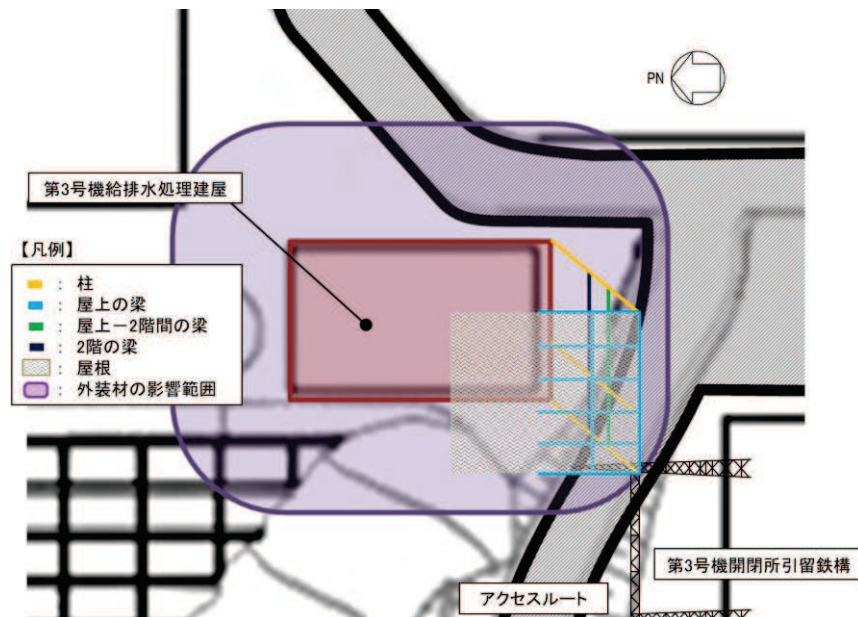 PN
第3号機給排水処理建屋
【凡例】
： 柱
： 屋上の梁
： 屋上－2階間の梁
： 2階の梁
： 屋根
： 外装材の影響範囲
第3号機開閉所引留鉄構
アクセスルート